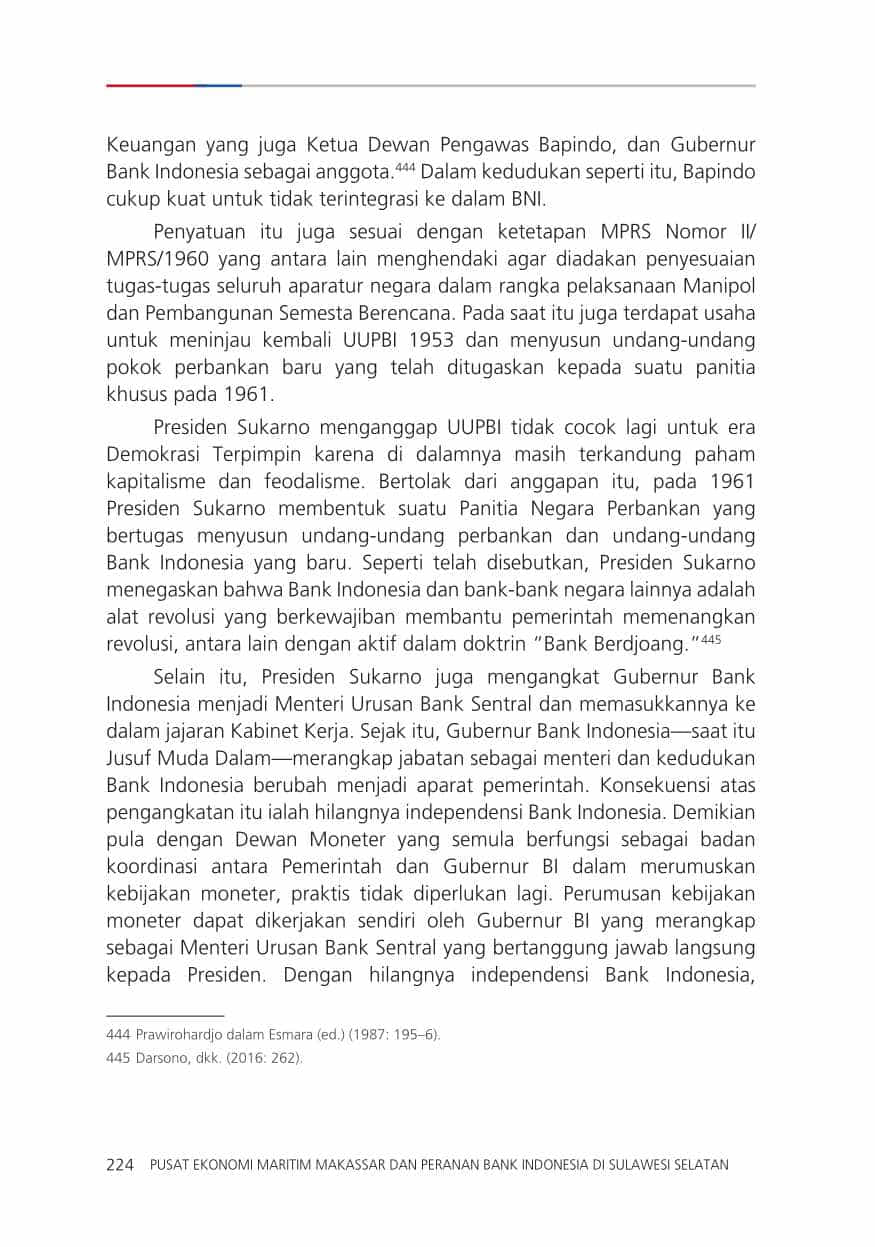 Keuangan yang juga Ketua Dewan Pengawas Bapindo, dan Gubernur
Bank Indonesia sebagai anggota.⁴⁴⁴ Dalam kedudukan seperti itu, Bapindo
cukup kuat untuk tidak terintegrasi ke dalam BNI.
Penyatuan itu juga sesuai dengan ketetapan MPRS Nomor II/
MPRS/1960 yang antara lain menghendaki agar diadakan penyesuaian
tugas-tugas seluruh aparatur negara dalam rangka pelaksanaan Manipol
dan Pembangunan Semesta Berencana. Pada saat itu juga terdapat usaha
untuk meninjau kembali UUPBI 1953 dan menyusun undang-undang
pokok perbankan baru yang telah ditugaskan kepada suatu panitia
khusus pada 1961.
Presiden Sukarno menganggap UUPBI tidak cocok lagi untuk era
Demokrasi Terpimpin karena di dalamnya masih terkandung paham
kapitalisme dan feodalisme. Bertolak dari anggapan itu, pada 1961
Presiden Sukarno membentuk suatu Panitia Negara Perbankan yang
bertugas menyusun undang-undang perbankan dan undang-undang
Bank Indonesia yang baru. Seperti telah disebutkan, Presiden Sukarno
menegaskan bahwa Bank Indonesia dan bank-bank negara lainnya adalah
alat revolusi yang berkewajiban membantu pemerintah memenangkan
revolusi, antara lain dengan aktif dalam doktrin “Bank Berdjoang.”⁴⁴⁵
Selain itu, Presiden Sukarno juga mengangkat Gubernur Bank
Indonesia menjadi Menteri Urusan Bank Sentral dan memasukkannya ke
dalam jajaran Kabinet Kerja. Sejak itu, Gubernur Bank Indonesia—saat itu
Jusuf Muda Dalam—merangkap jabatan sebagai menteri dan kedudukan
Bank Indonesia berubah menjadi aparat pemerintah. Konsekuensi atas
pengangkatan itu ialah hilangnya independensi Bank Indonesia. Demikian
pula dengan Dewan Moneter yang semula berfungsi sebagai badan
koordinasi antara Pemerintah dan Gubernur BI dalam merumuskan
kebijakan moneter, praktis tidak diperlukan lagi. Perumusan kebijakan
moneter dapat dikerjakan sendiri oleh Gubernur BI yang merangkap
sebagai Menteri Urusan Bank Sentral yang bertanggung jawab langsung
kepada Presiden. Dengan hilangnya independensi Bank Indonesia,
444 Prawirohardjo dalam Esmara (ed.) (1987: 195–6).
445 Darsono, dkk. (2016: 262).
224 PUSAT EKONOMI MARITIM MAKASSAR DAN PERANAN BANK INDONESIA DI SULAWESI SELATAN